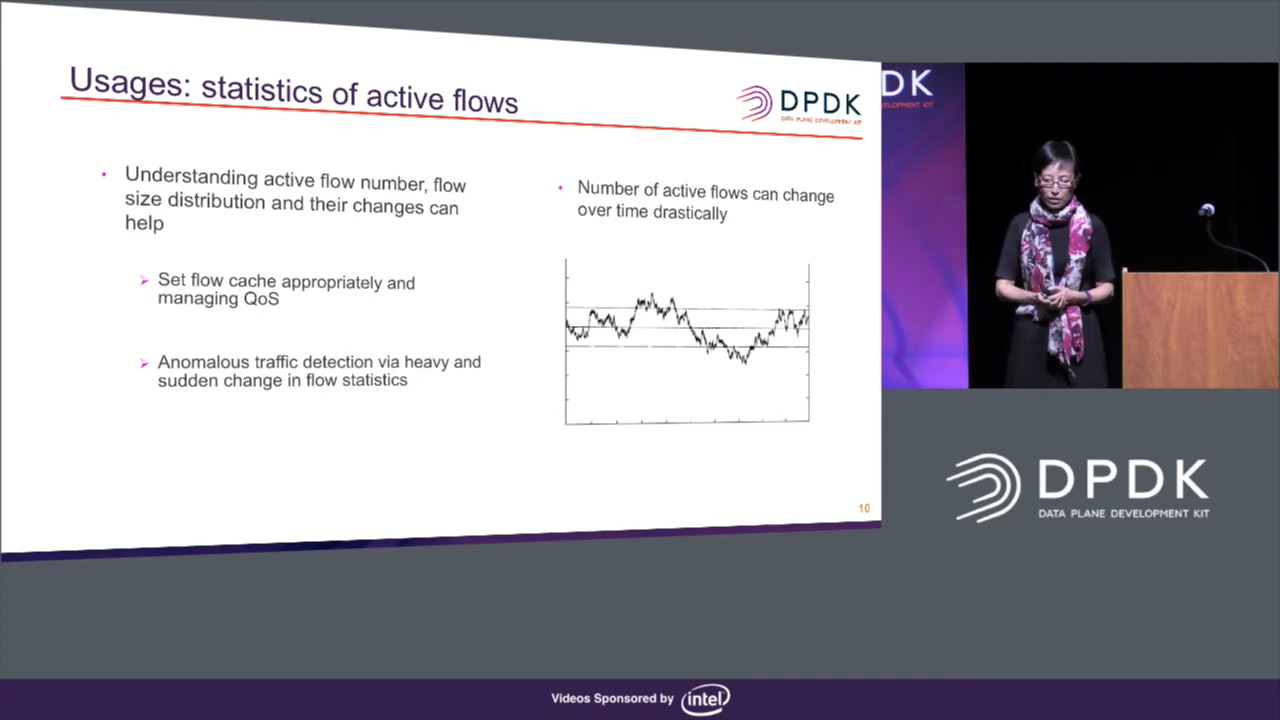 Usages: statistics of active flows
DPDK
DATA PLANE DEVELOPMENT KIT
Understanding active flow number, flow
size distribution and their changes can
help
Set flow cache appropriately and
managing QoS
Anomalous traffic detection via heavy and
sudden change in flow statistics
Number of active flows can change
over time drastically
10
DK
VELOPMENT KIT
DPDK
DATA PLANE DEVELOPMENT KIT
Videos Sponsored by intel